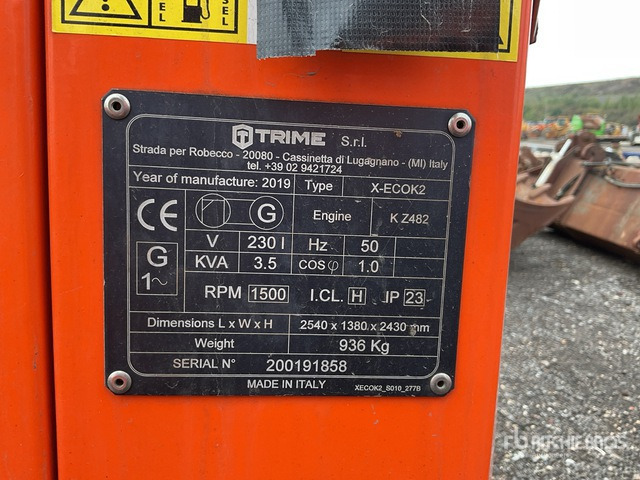 EL
SEL
TRIME S.r.l.
Strada per Robecco - 20080 - Cassinetta di Lugagnano - (MI) Italy
tel. +39 02 9421724
Year of manufacture: 2019 Type X-ECOK2
CE G Engine K Z482
V 230 I Hz 50
G 1~ KVA 3.5 COS φ 1.0
RPM 1500 I.CL. H IP 23
Dimensions L x W x H 2540 x 1380 x 2430 mm
Weight 936 Kg
SERIAL N° 200191858
MADE IN ITALY XECOK2_S010_277B